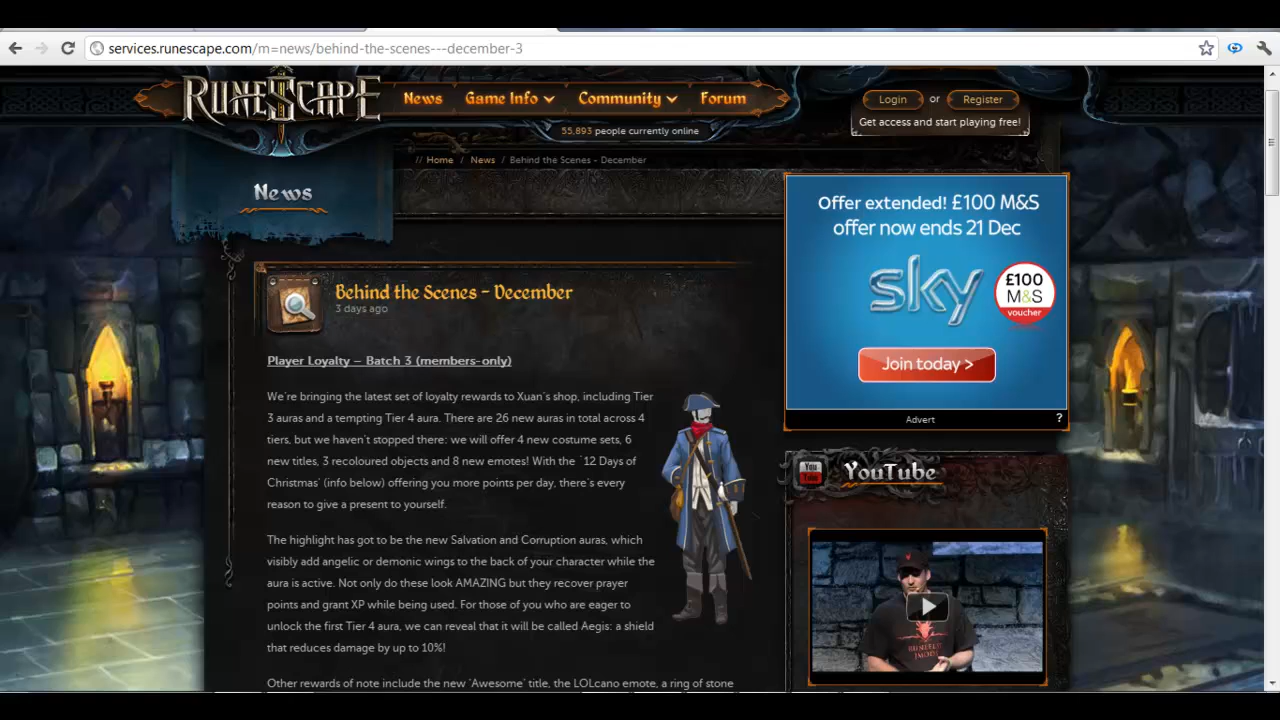 services.runescape.com/m=news/behind-the-scenes---december-3
RUNESCAPE
News
Game Info
Community
Forum
Login or Register
Get access and start playing free!
55,893 people currently online
// Home / News / Behind the Scenes - December
News
Behind the Scenes - December
3 days ago
Player Loyalty – Batch 3 (members-only)
We're bringing the latest set of loyalty rewards to Xuan's shop, including Tier
3 auras and a tempting Tier 4 aura. There are 26 new auras in total across 4
tiers, but we haven't stopped there: we will offer 4 new costume sets, 6
new titles, 3 recoloured objects and 8 new emotes! With the `12 Days of
Christmas' (info below) offering you more points per day, there's every
reason to give a present to yourself.
The highlight has got to be the new Salvation and Corruption auras, which
visibly add angelic or demonic wings to the back of your character while the
aura is active. Not only do these look AMAZING but they recover prayer
points and grant XP while being used. For those of you who are eager to
unlock the first Tier 4 aura, we can reveal that it will be called Aegis: a shield
that reduces damage by up to 10%!
Other rewards of note include the new 'Awesome' title, the LOLcano emote, a ring of stone
Offer extended! £100 M&S
offer now ends 21 Dec
sky
£100
M&S
voucher
Join today >
Advert
?
You
Tube
YouTube